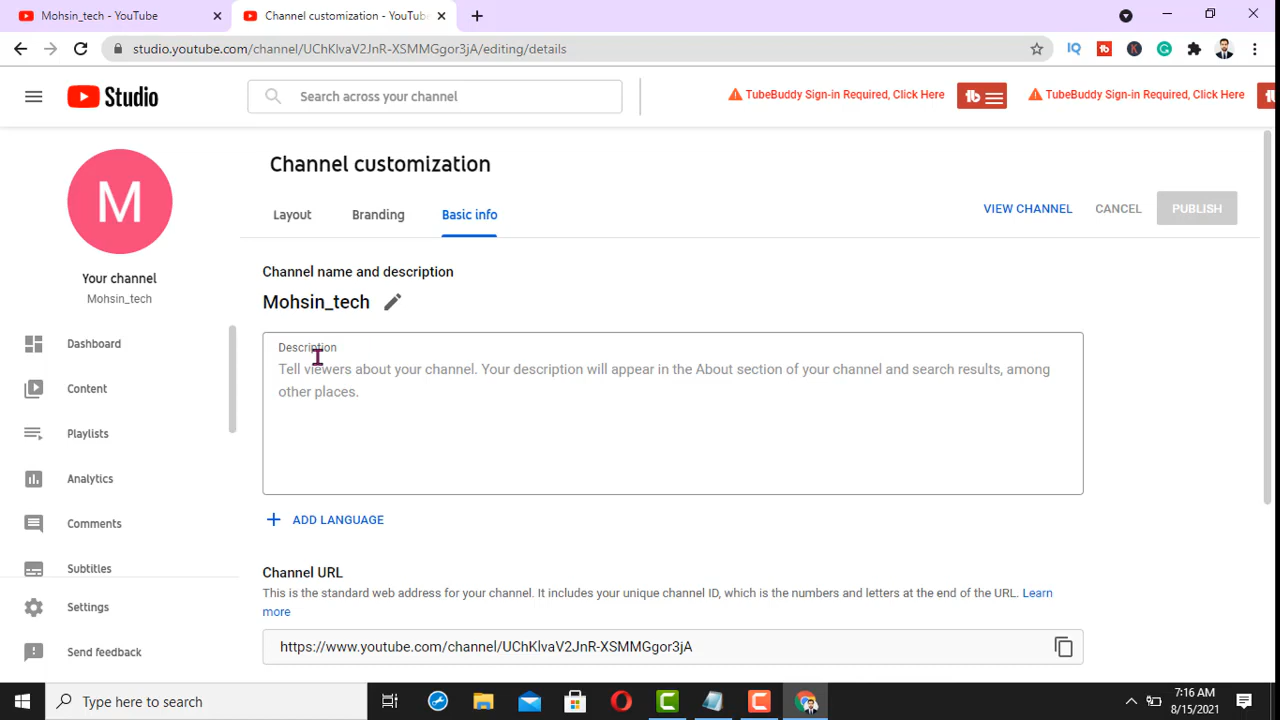 Mohsin_tech - YouTube
Channel customization - YouTube
studio.youtube.com/channel/UChKlvaV2JnR-XSMMGgor3jA/editing/details
Studio
Search across your channel
TubeBuddy Sign-in Required, Click Here
tb
TubeBuddy Sign-in Required, Click Here
M
Your channel
Mohsin_tech
Dashboard
Content
Playlists
Analytics
Comments
Subtitles
Settings
Send feedback
Channel customization
Layout
Branding
Basic info
VIEW CHANNEL
CANCEL
PUBLISH
Channel name and description
Mohsin_tech
Description
Tell viewers about your channel. Your description will appear in the About section of your channel and search results, among
other places.
ADD LANGUAGE
Channel URL
This is the standard web address for your channel. It includes your unique channel ID, which is the numbers and letters at the end of the URL. Learn
more
https://www.youtube.com/channel/UChKlvaV2JnR-XSMMGgor3jA
Type here to search
7:16 AM
8/15/2021